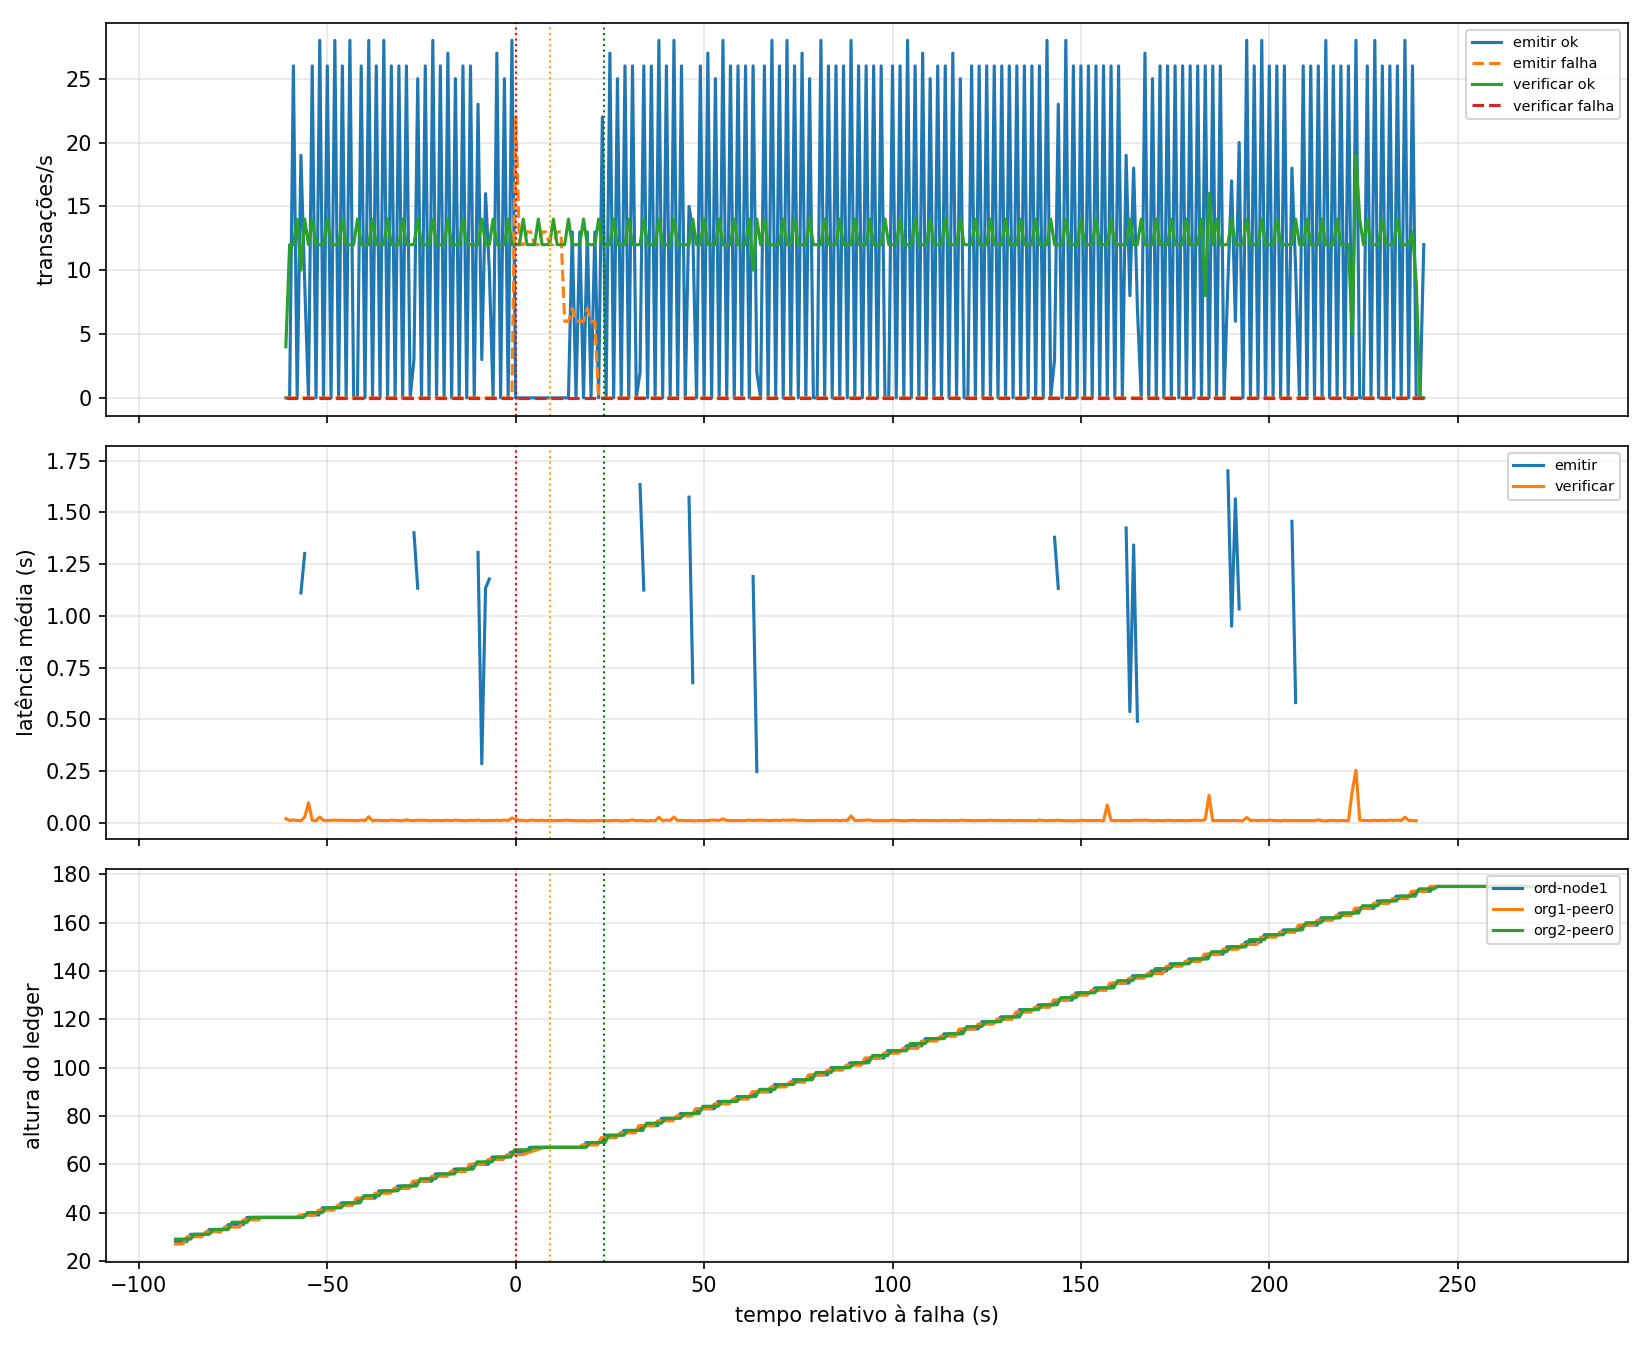 transações/s
25
20
15
10
5
0
emitir ok
emitir falha
verificar ok
verificar falha
latência média (s)
1.75
1.50
1.25
1.00
0.75
0.50
0.25
0.00
emitir
verificar
altura do ledger
180
160
140
120
100
80
60
40
20
ord-node1
org1-peer0
org2-peer0
−100
−50
0
50
100
150
200
250
tempo relativo à falha (s)